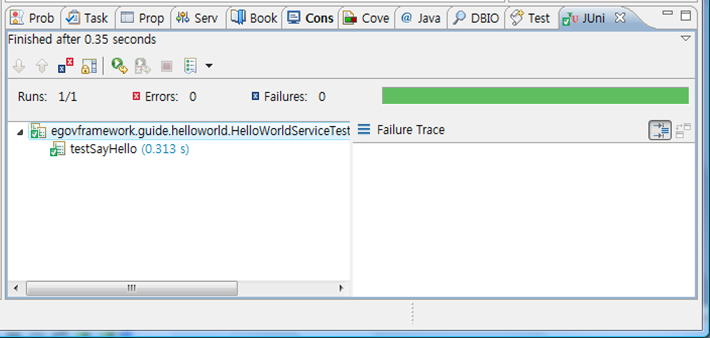 Prob Task Prop Serv Book Cons Cove Java DBIO Test JUni
Finished after 0.35 seconds
Runs: 1/1 Errors: 0 Failures: 0
egovframework.guide.helloworld.HelloWorldServiceTest
Failure Trace
testSayHello (0.313 s)